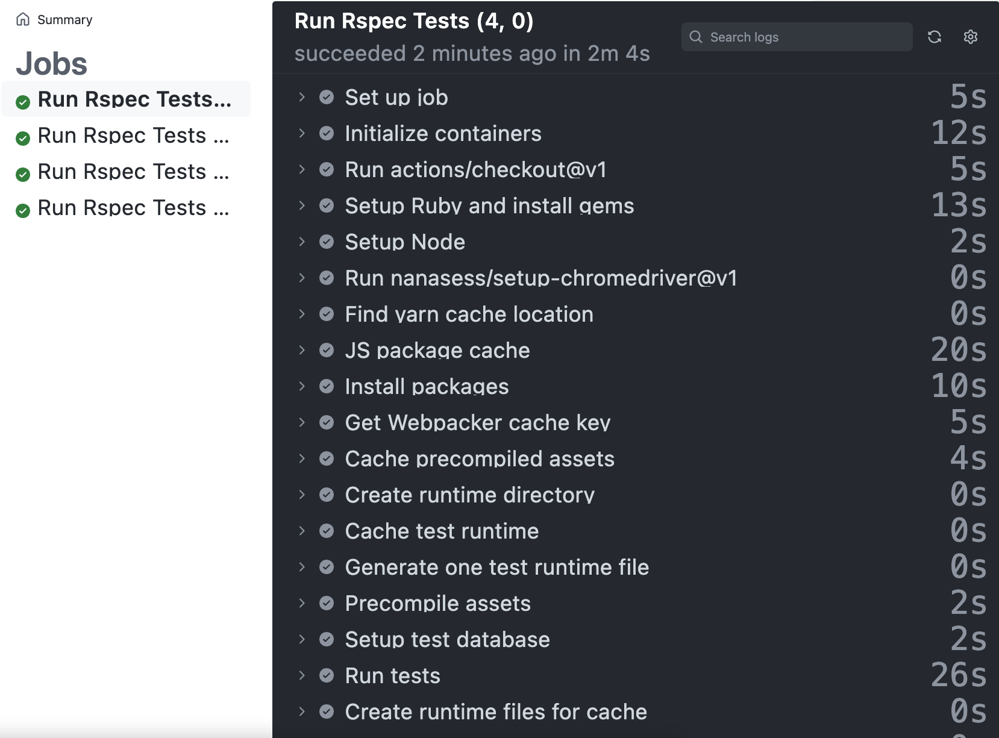 Summary
Jobs
Run Rspec Tests...
Run Rspec Tests ...
Run Rspec Tests ...
Run Rspec Tests ...
Run Rspec Tests (4, 0)
succeeded 2 minutes ago in 2m 4s
Search logs
Set up job 5s
Initialize containers 12s
Run actions/checkout@v1 5s
Setup Ruby and install gems 13s
Setup Node 2s
Run nanasess/setup-chromedriver@v1 0s
Find yarn cache location 0s
JS package cache 20s
Install packages 10s
Get Webpacker cache key 5s
Cache precompiled assets 4s
Create runtime directory 0s
Cache test runtime 0s
Generate one test runtime file 0s
Precompile assets 2s
Setup test database 2s
Run tests 26s
Create runtime files for cache 0s